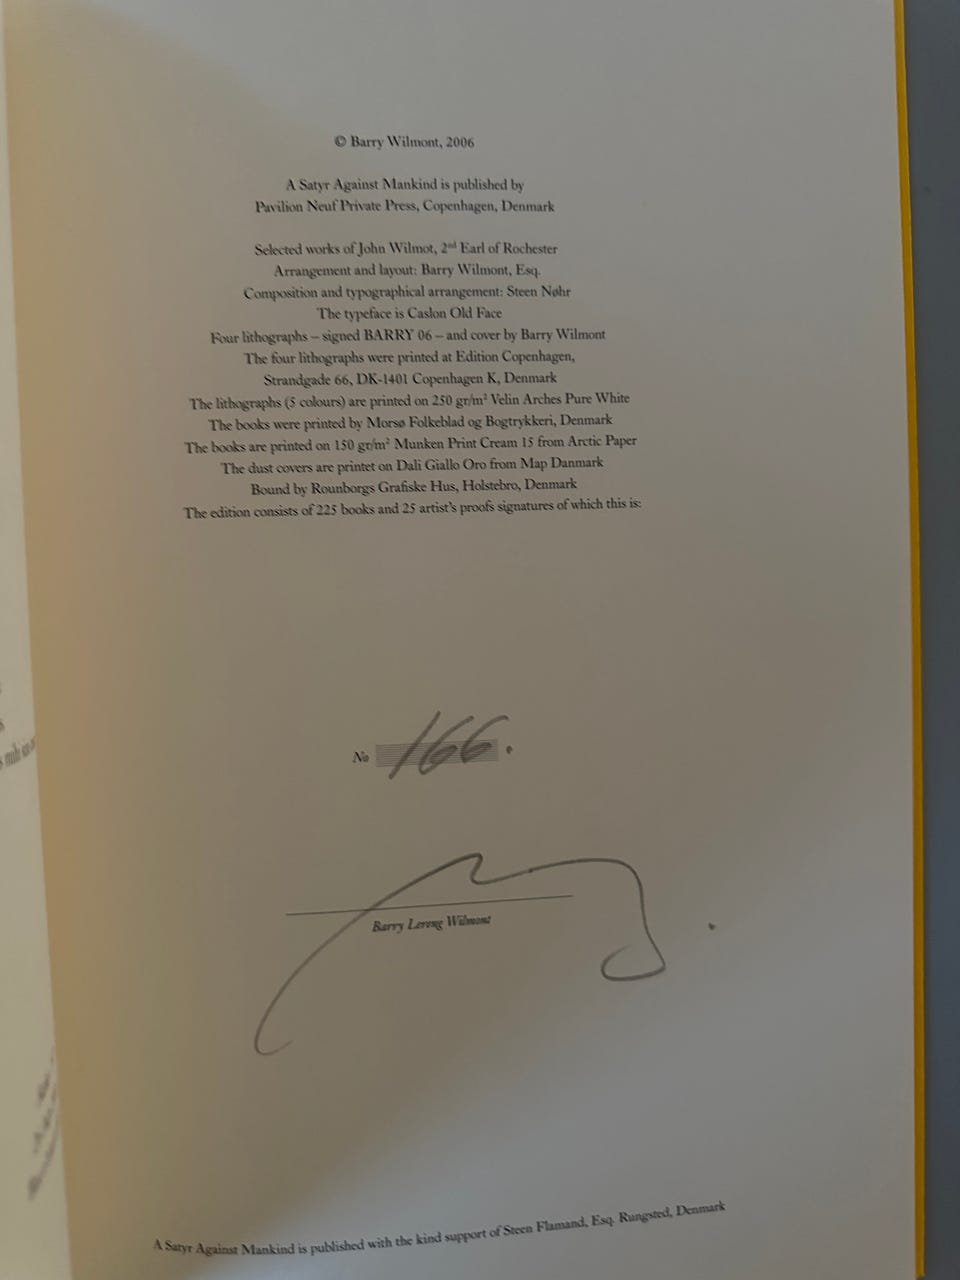 © Barry Wilmont, 2006
A Satyr Against Mankind is published by
Pavilion Neuf Private Press, Copenhagen, Denmark
Selected works of John Wilmot, 2nd Earl of Rochester
Arrangement and layout: Barry Wilmont, Esq.
Composition and typographical arrangement: Steen Nøhr
The typeface is Caslon Old Face
Four lithographs – signed BARRY 06 – and cover by Barry Wilmont
The four lithographs were printed at Edition Copenhagen,
Strandgade 66, DK-1401 Copenhagen K, Denmark
The lithographs (5 colours) are printed on 250 gr/m² Velin Arches Pure White
The books were printed by Morsø Folkeblad og Bogtrykkeri, Denmark
The books are printed on 150 gr/m² Munken Print Cream 15 from Arctic Paper
The dust covers are printet on Dali Giallo Oro from Map Danmark
Bound by Rounborgs Grafiske Hus, Holstebro, Denmark
The edition consists of 225 books and 25 artist's proofs signatures of which this is:
No 166.
Barry Lereng Wilmont
A Satyr Against Mankind is published with the kind support of Steen Flamand, Esq. Rungsted, Denmark